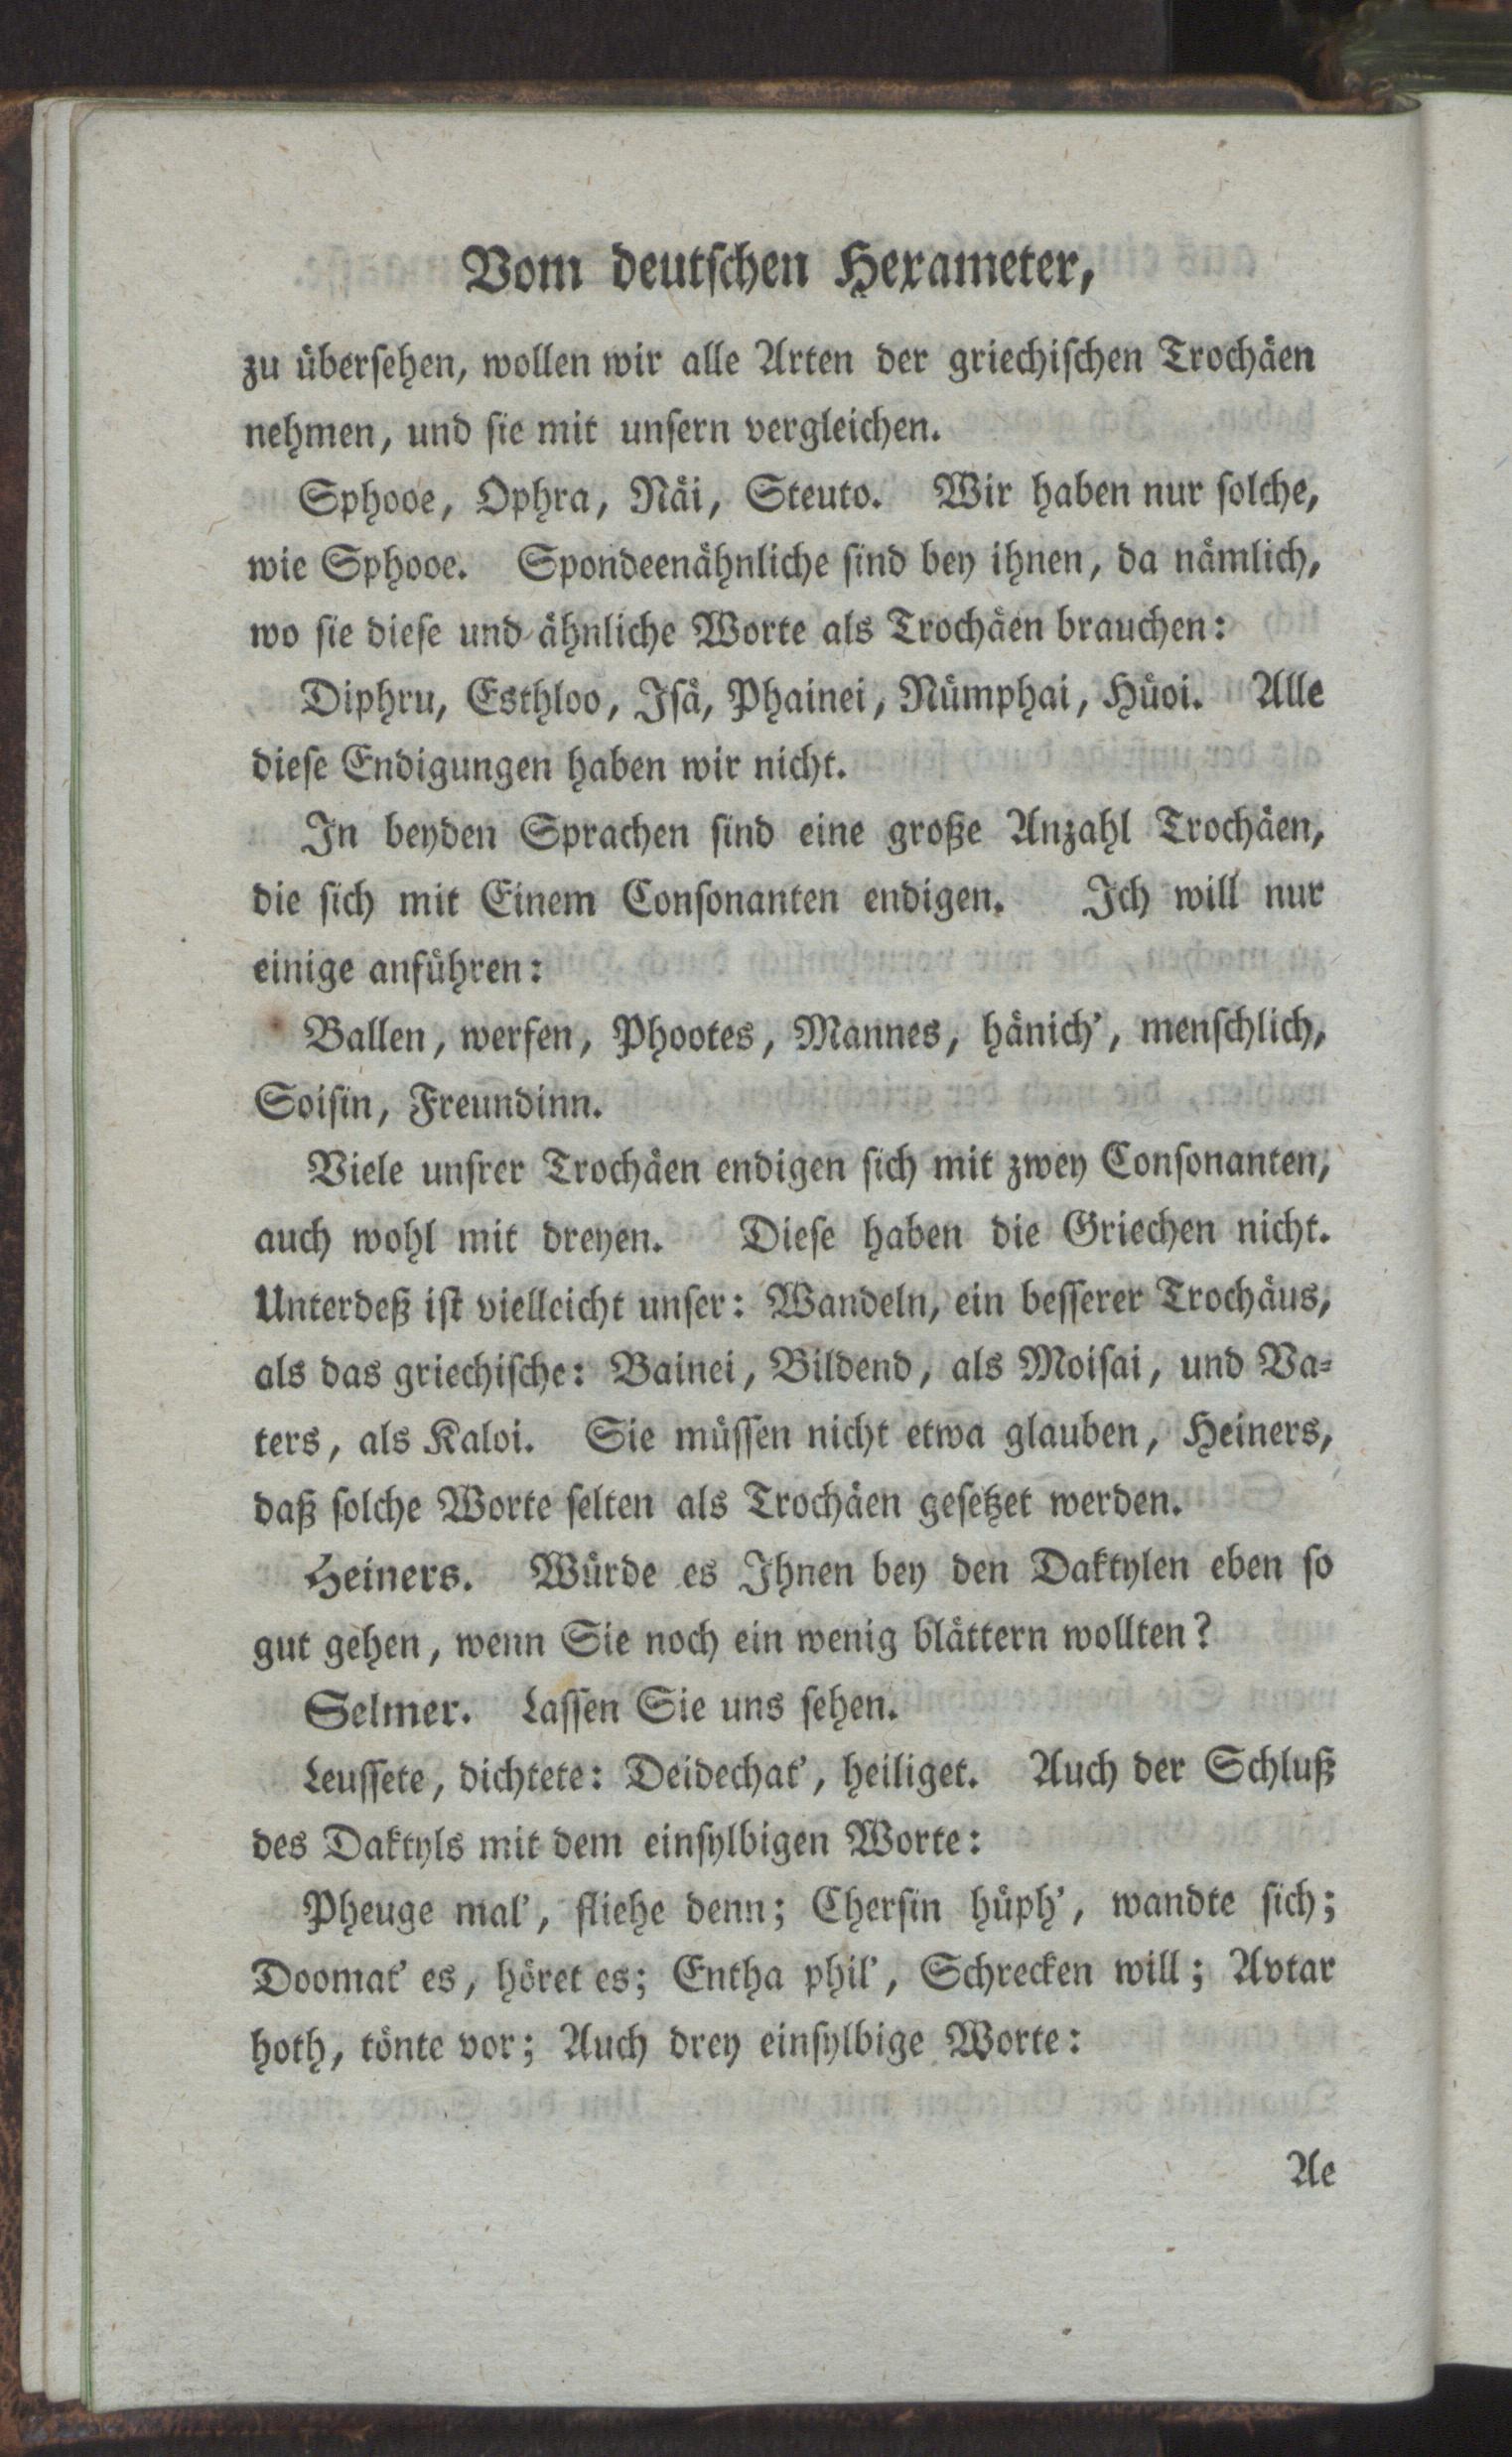 Vom deutschen Hexameter,
zu übersehen, wollen wir alle Arten der griechischen Trochäen
nehmen, und sie mit unsern vergleichen.
Sphooe, Ophra, Näi, Steuto. Wir haben nur solche,
wie Sphooe. Spondeenähnliche sind bey ihnen, da nämlich,
wo sie diese und ähnliche Worte als Trochäen brauchen:
Diphru, Esthloo, Isä, Phainei, Nümphai, Hüoi. Alle
diese Endigungen haben wir nicht.
In beyden Sprachen sind eine große Anzahl Trochäen,
die sich mit Einem Consonanten endigen. Ich will nur
einige anführen:
Ballen, werfen, Phootes, Mannes, hänich', menschlich,
Soisin, Freundinn.
Viele unsrer Trochäen endigen sich mit zwey Consonanten,
auch wohl mit dreyen. Diese haben die Griechen nicht.
Unterdeß ist vielleicht unser: Wandeln, ein besserer Trochäus,
als das griechische: Bainei, Bildend, als Moisai, und Va-
ters, als Kaloi. Sie müssen nicht etwa glauben, Heiners,
daß solche Worte selten als Trochäen gesetzet werden.
Heiners. Würde es Ihnen bey den Daktylen eben so
gut gehen, wenn Sie noch ein wenig blättern wollten?
Selmer. Lassen Sie uns sehen.
Leussete, dichtete: Deidechat', heiliget. Auch der Schluß
des Daktyls mit dem einsylbigen Worte:
Pheuge mal', fliehe denn; Chersin hüph', wandte sich;
Doomat' es, höret es; Entha phil', Schrecken will; Avtar
hoth, tönte vor; Auch drey einsylbige Worte:
Ae